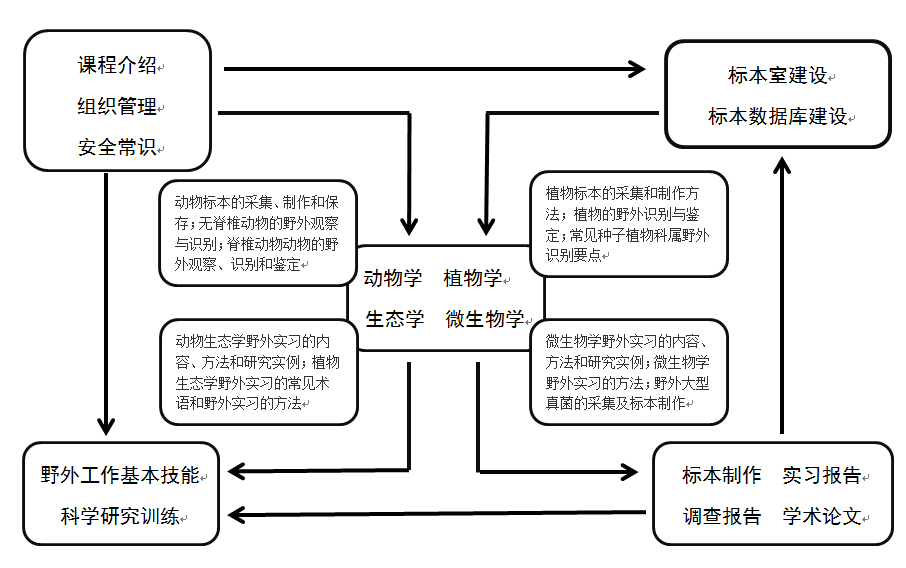 课程介绍
组织管理
安全常识
标本室建设
标本数据库建设
动物标本的采集、制作和保
存；无脊椎动物的野外观察
与识别；脊椎动物动物的野
外观察、识别和鉴定
植物标本的采集和制作方
法；植物的野外识别与鉴
定；常见种子植物科属野外
识别要点
动物学 植物学
生态学 微生物学
动物生态学野外实习的内
容、方法和研究实例；植物
生态学野外实习的常见术
语和野外实习的方法
微生物学野外实习的内容、
方法和研究实例；微生物学
野外实习的方法；野外大型
真菌的采集及标本制作
野外工作基本技能
科学研究训练
标本制作 实习报告
调查报告 学术论文